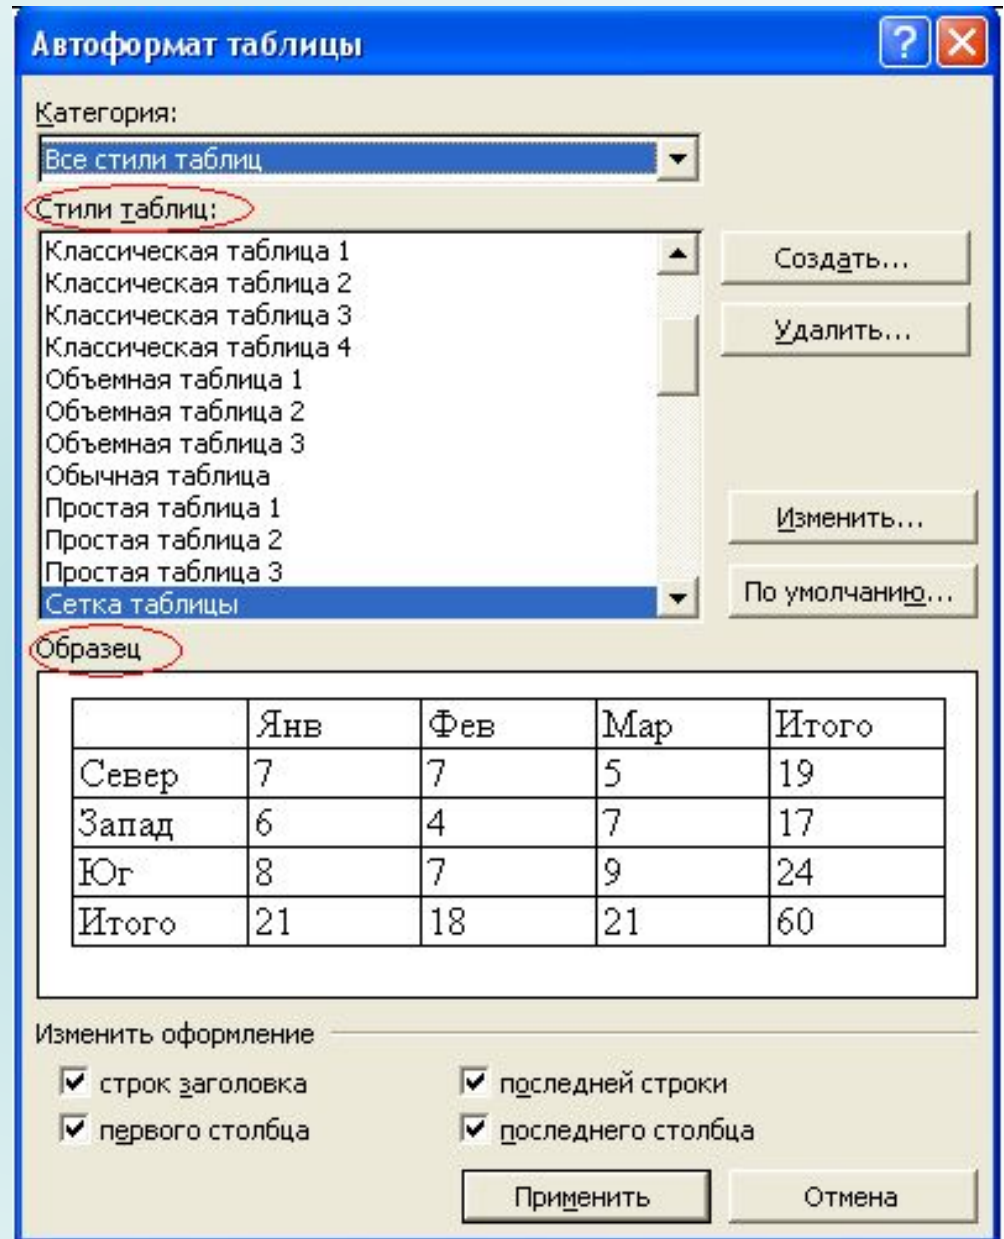 Автоформат таблицы
Категория:
Все стили таблиц
Стили таблиц:
Классическая таблица 1
Классическая таблица 2
Классическая таблица 3
Классическая таблица 4
Объемная таблица 1
Объемная таблица 2
Объемная таблица 3
Обычная таблица
Простая таблица 1
Простая таблица 2
Простая таблица 3
Сетка таблицы
Создать...
Удалить...
Изменить...
По умолчанию...
Образец
Янв Фев Мар Итого
Север 7 7 5 19
Запад 6 4 7 17
Юг 8 7 9 24
Итого 21 18 21 60
Изменить оформление
строк заголовка последней строки
первого столбца последнего столбца
Применить Отмена